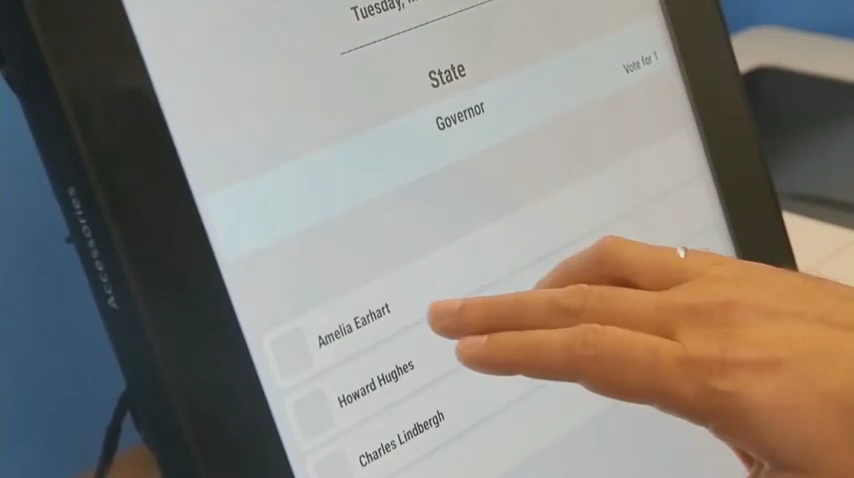 Tuesday,
State
Governor
Vote for 1
Amelia Earhart
Howard Hughes
Charles Lindbergh
Accessories